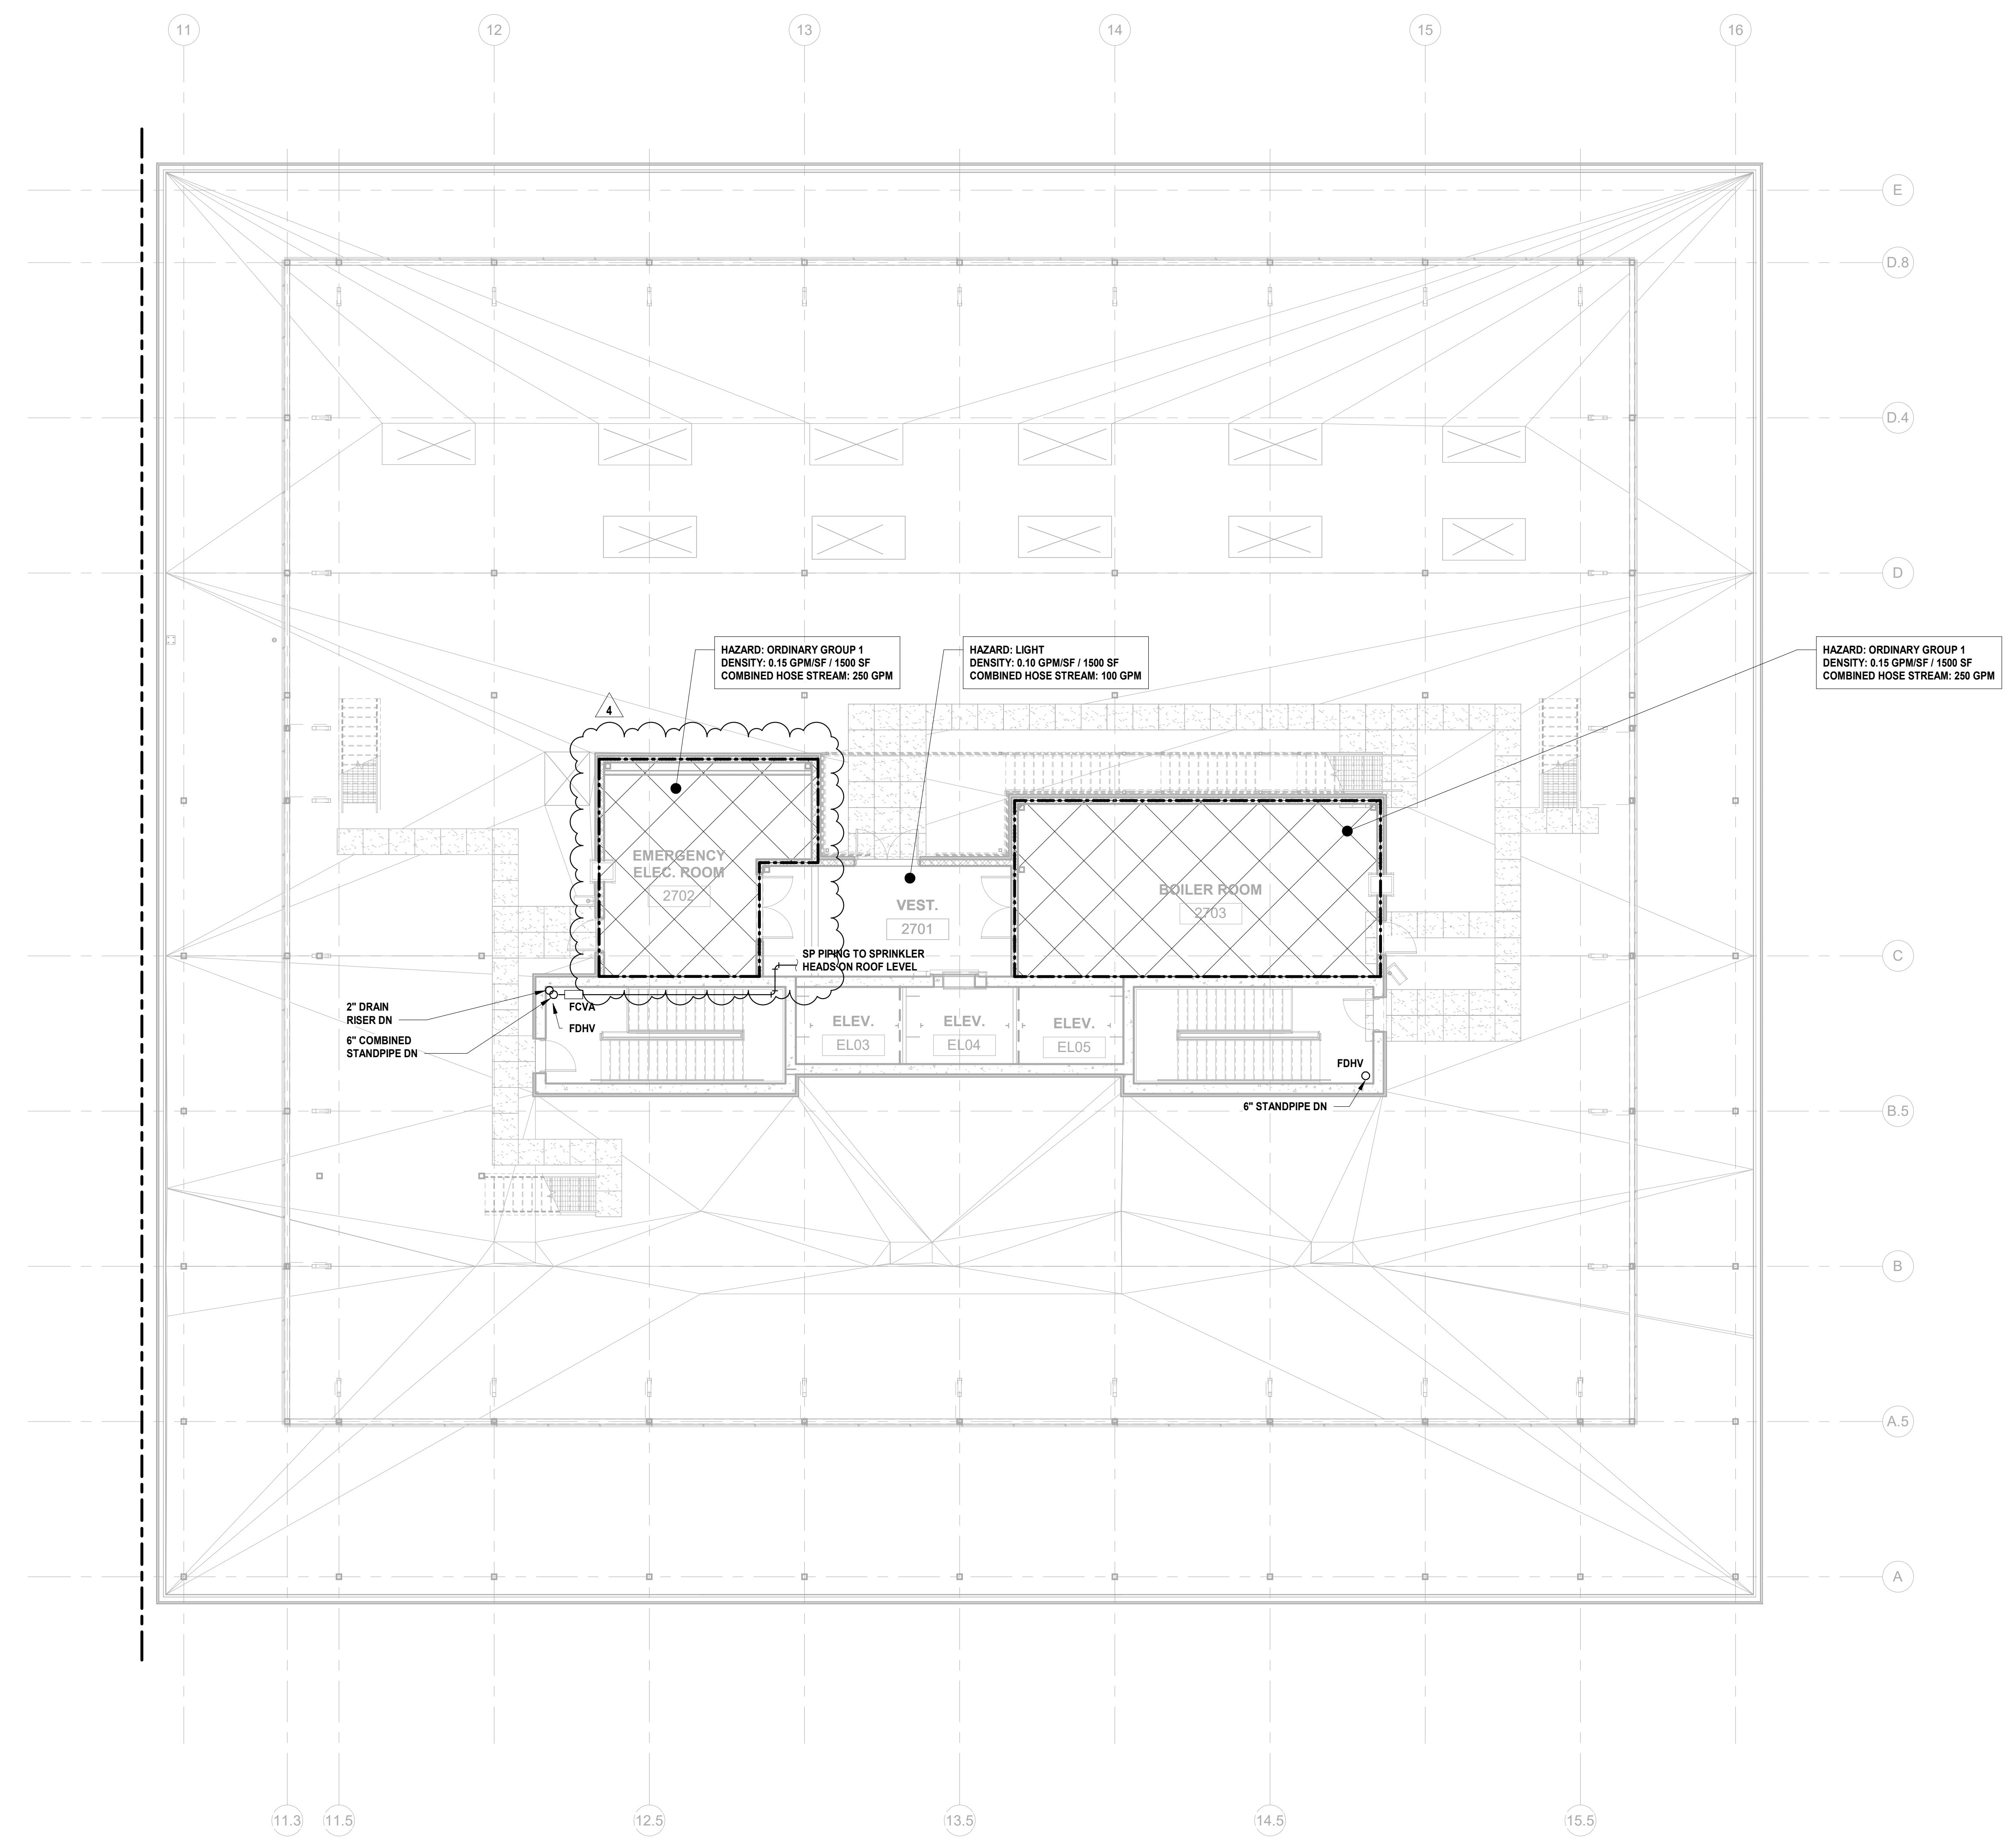 11
12
13
14
15
16
E
D.8
D.4
D
HAZARD: ORDINARY GROUP 1
DENSITY: 0.15 GPM/SF / 1500 SF
COMBINED HOSE STREAM: 250 GPM
HAZARD: LIGHT
DENSITY: 0.10 GPM/SF / 1500 SF
COMBINED HOSE STREAM: 100 GPM
HAZARD: ORDINARY GROUP 1
DENSITY: 0.15 GPM/SF / 1500 SF
COMBINED HOSE STREAM: 250 GPM
4
EMERGENCY
ELEC. ROOM
2702
VEST.
2701
BOILER ROOM
2703
SP PIPING TO SPRINKLER
HEADS ON ROOF LEVEL
C
2" DRAIN
RISER DN
FCVA
FDHV
6" COMBINED
STANDPIPE DN
ELEV.
EL03
ELEV.
EL04
ELEV.
EL05
FDHV
6" STANDPIPE DN
B.5
B
A.5
A
11.3
11.5
12.5
13.5
14.5
15.5